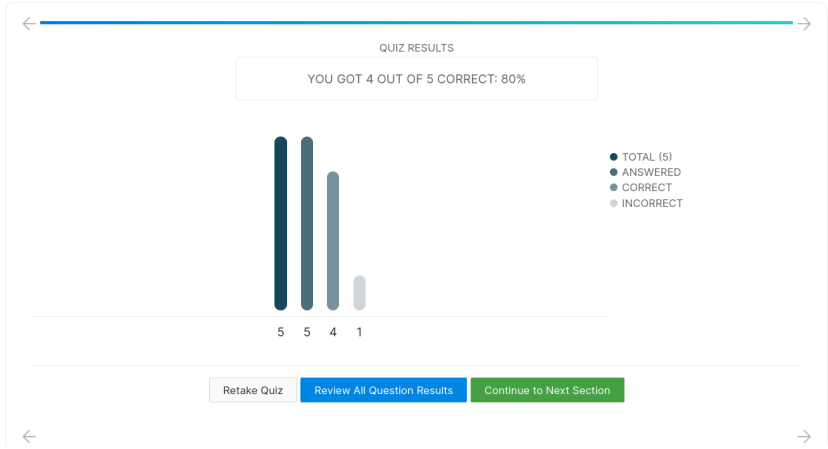 QUIZ RESULTS
YOU GOT 4 OUT OF 5 CORRECT: 80%
TOTAL (5)
ANSWERED
CORRECT
INCORRECT
5 5 4 1
Retake Quiz Review All Question Results Continue to Next Section